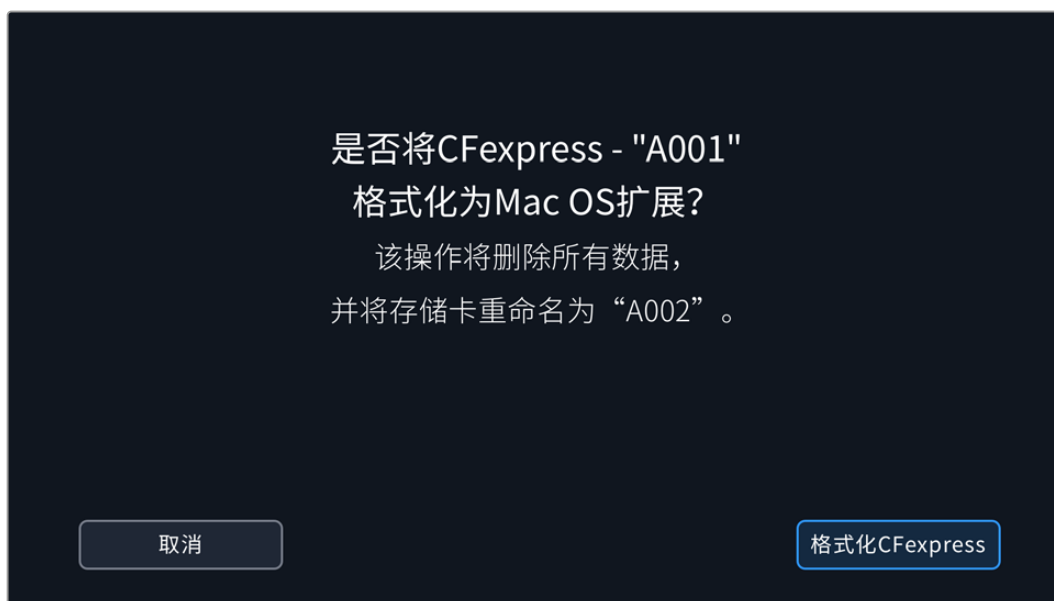 是否将CFexpress - "A001"
格式化为Mac OS扩展？
该操作将删除所有数据，
并将存储卡重命名为“A002”。
取消
格式化CFexpress